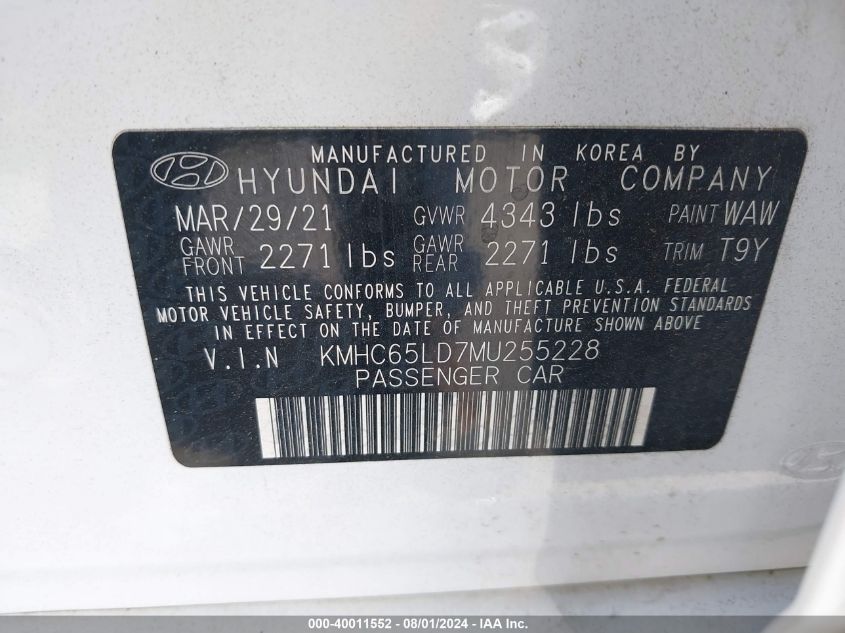 MANUFACTURED IN KOREA BY
HYUNDAI MOTOR COMPANY
MAR/29/21 GVWR 4343 lbs PAINT WAW
GAWR FRONT 2271 lbs GAWR REAR 2271 lbs TRIM T9Y
THIS VEHICLE CONFORMS TO ALL APPLICABLE U.S.A. FEDERAL
MOTOR VEHICLE SAFETY, BUMPER, AND THEFT PREVENTION STANDARDS
IN EFFECT ON THE DATE OF MANUFACTURE SHOWN ABOVE
V.I.N KMHC65LD7MU255228
PASSENGER CAR
000-40011552 - 08/01/2024 - IAA Inc.